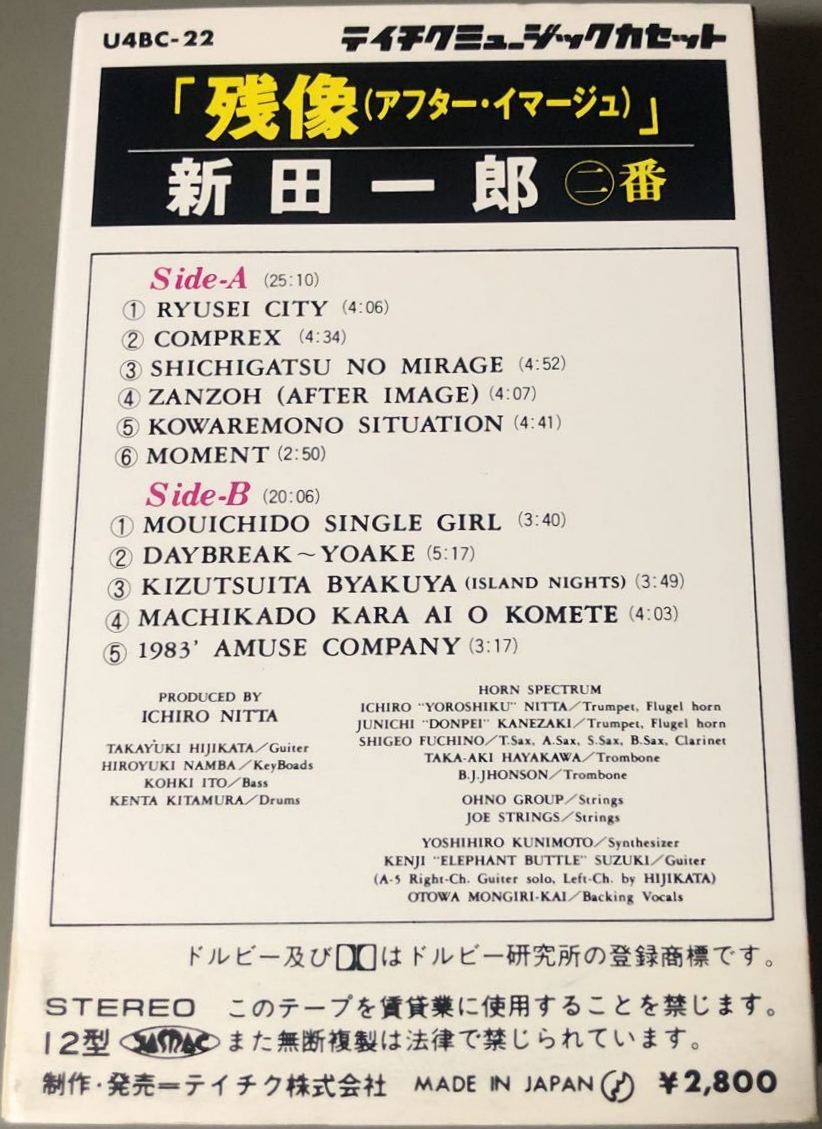 U4BC-22 テイチクミュージックカセット
「残像(アフター・イマージュ)」
新田一郎 ㊁番
Side-A (25:10)
① RYUSEI CITY (4:06)
② COMPREX (4:34)
③ SHICHIGATSU NO MIRAGE (4:52)
④ ZANZOH (AFTER IMAGE) (4:07)
⑤ KOWAREMONO SITUATION (4:41)
⑥ MOMENT (2:50)
Side-B (20:06)
① MOUICHIDO SINGLE GIRL (3:40)
② DAYBREAK~YOAKE (5:17)
③ KIZUTSUITA BYAKUYA (ISLAND NIGHTS) (3:49)
④ MACHIKADO KARA AI O KOMETE (4:03)
⑤ 1983' AMUSE COMPANY (3:17)
PRODUCED BY
ICHIRO NITTA
TAKAYUKI HIJIKATA/Guiter
HIROYUKI NAMBA/KeyBoads
KOHKI ITO/Bass
KENTA KITAMURA/Drums
HORN SPECTRUM
ICHIRO "YOROSHIKU" NITTA/Trumpet, Flugel horn
JUNICHI "DONPEI" KANEZAKI/Trumpet, Flugel horn
SHIGEO FUCHINO/T.Sax, A.Sax, S.Sax, B.Sax, Clarinet
TAKA-AKI HAYAKAWA/Trombone
B.J.JHONSON/Trombone
OHNO GROUP/Strings
JOE STRINGS/Strings
YOSHIHIRO KUNIMOTO/Synthesizer
KENJI "ELEPHANT BUTTLE" SUZUKI/Guiter
(A-5 Right-Ch. Guiter solo, Left-Ch. by HIJIKATA)
OTOWA MONGIRI-KAI/Backing Vocals
ドルビー及びはドルビー研究所の登録商標です。
STEREO このテープを賃貸業に使用することを禁じます。
12型 JASRAC また無断複製は法律で禁じられています。
制作・発売=テイチク株式会社 MADE IN JAPAN ¥2,800